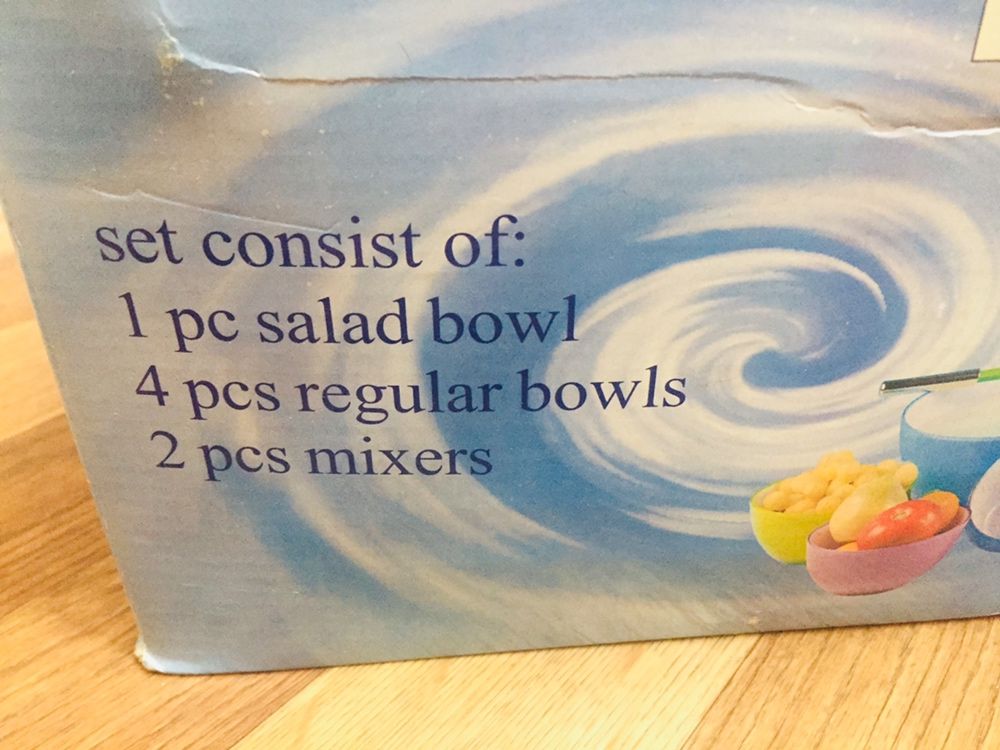 set consist of:
1 pc salad bowl
4 pcs regular bowls
2 pcs mixers